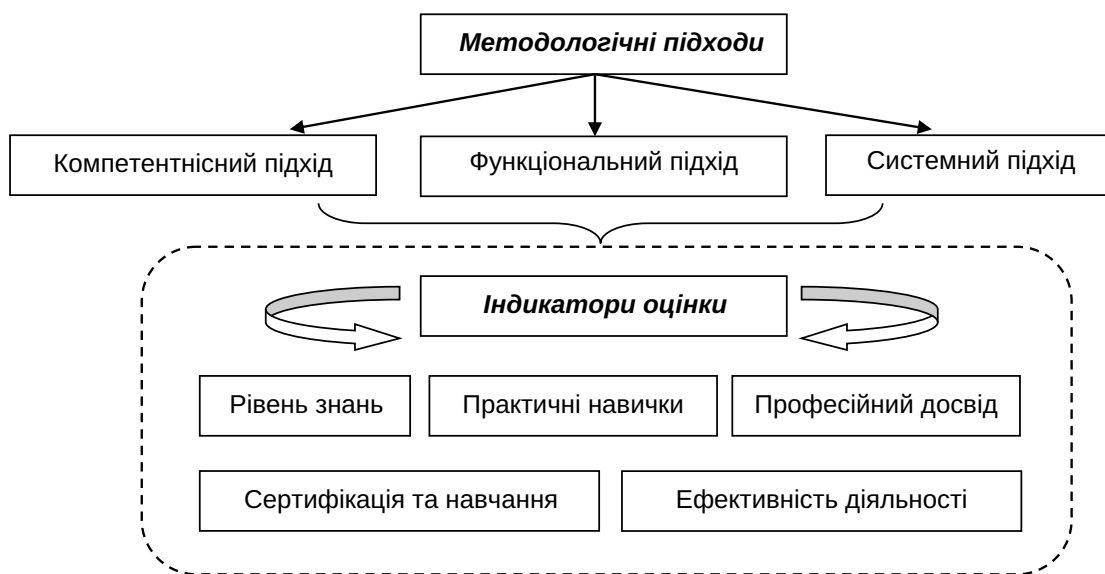 Методологічні підходи
Компетентнісний підхід
Функціональний підхід
Системний підхід
Індикатори оцінки
Рівень знань
Практичні навички
Професійний досвід
Сертифікація та навчання
Ефективність діяльності